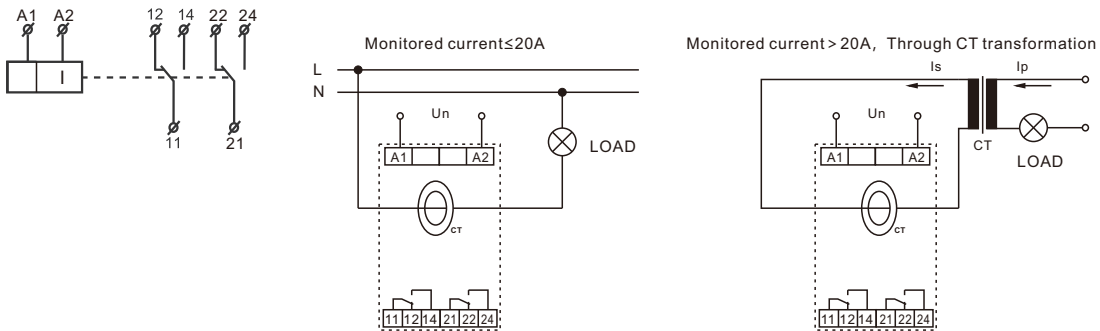 A1 A2 12 14 22 24
I
11 21
Monitored current≤20A
L
N
Un
A1 A2
LOAD
CT
11 12 14 21 22 24
Monitored current > 20A, Through CT transformation
Is Ip
Un
CT
A1 A2
LOAD
CT
11 12 14 21 22 24